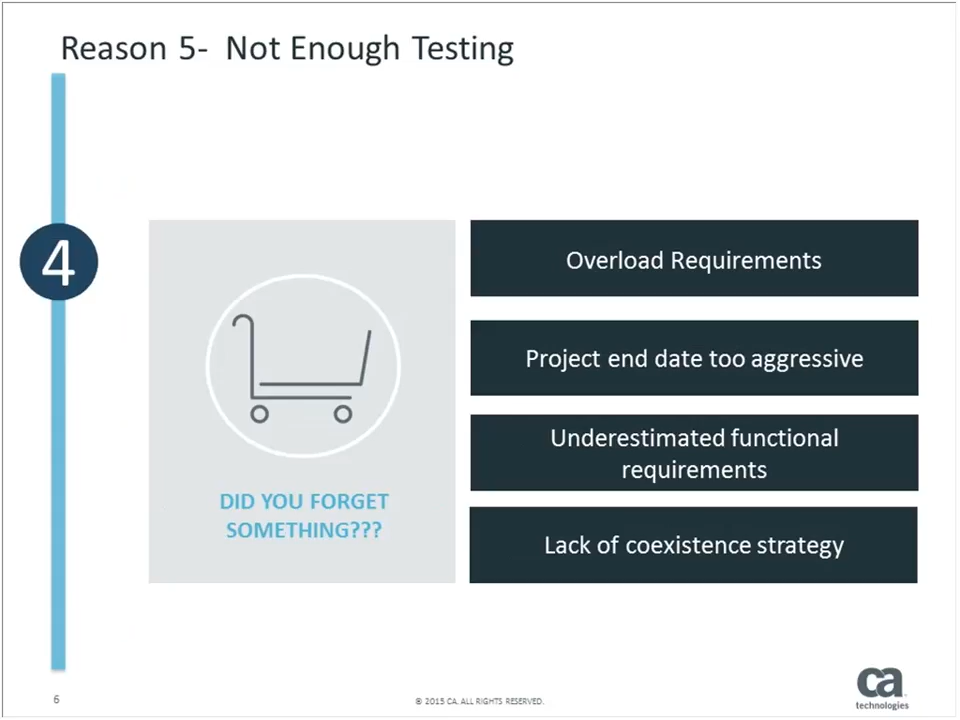 Reason 5-  Not Enough Testing
4
DID YOU FORGET
SOMETHING???
Overload Requirements
Project end date too aggressive
Underestimated functional
requirements
Lack of coexistence strategy
6
© 2015 CA. ALL RIGHTS RESERVED.
ca
technologies